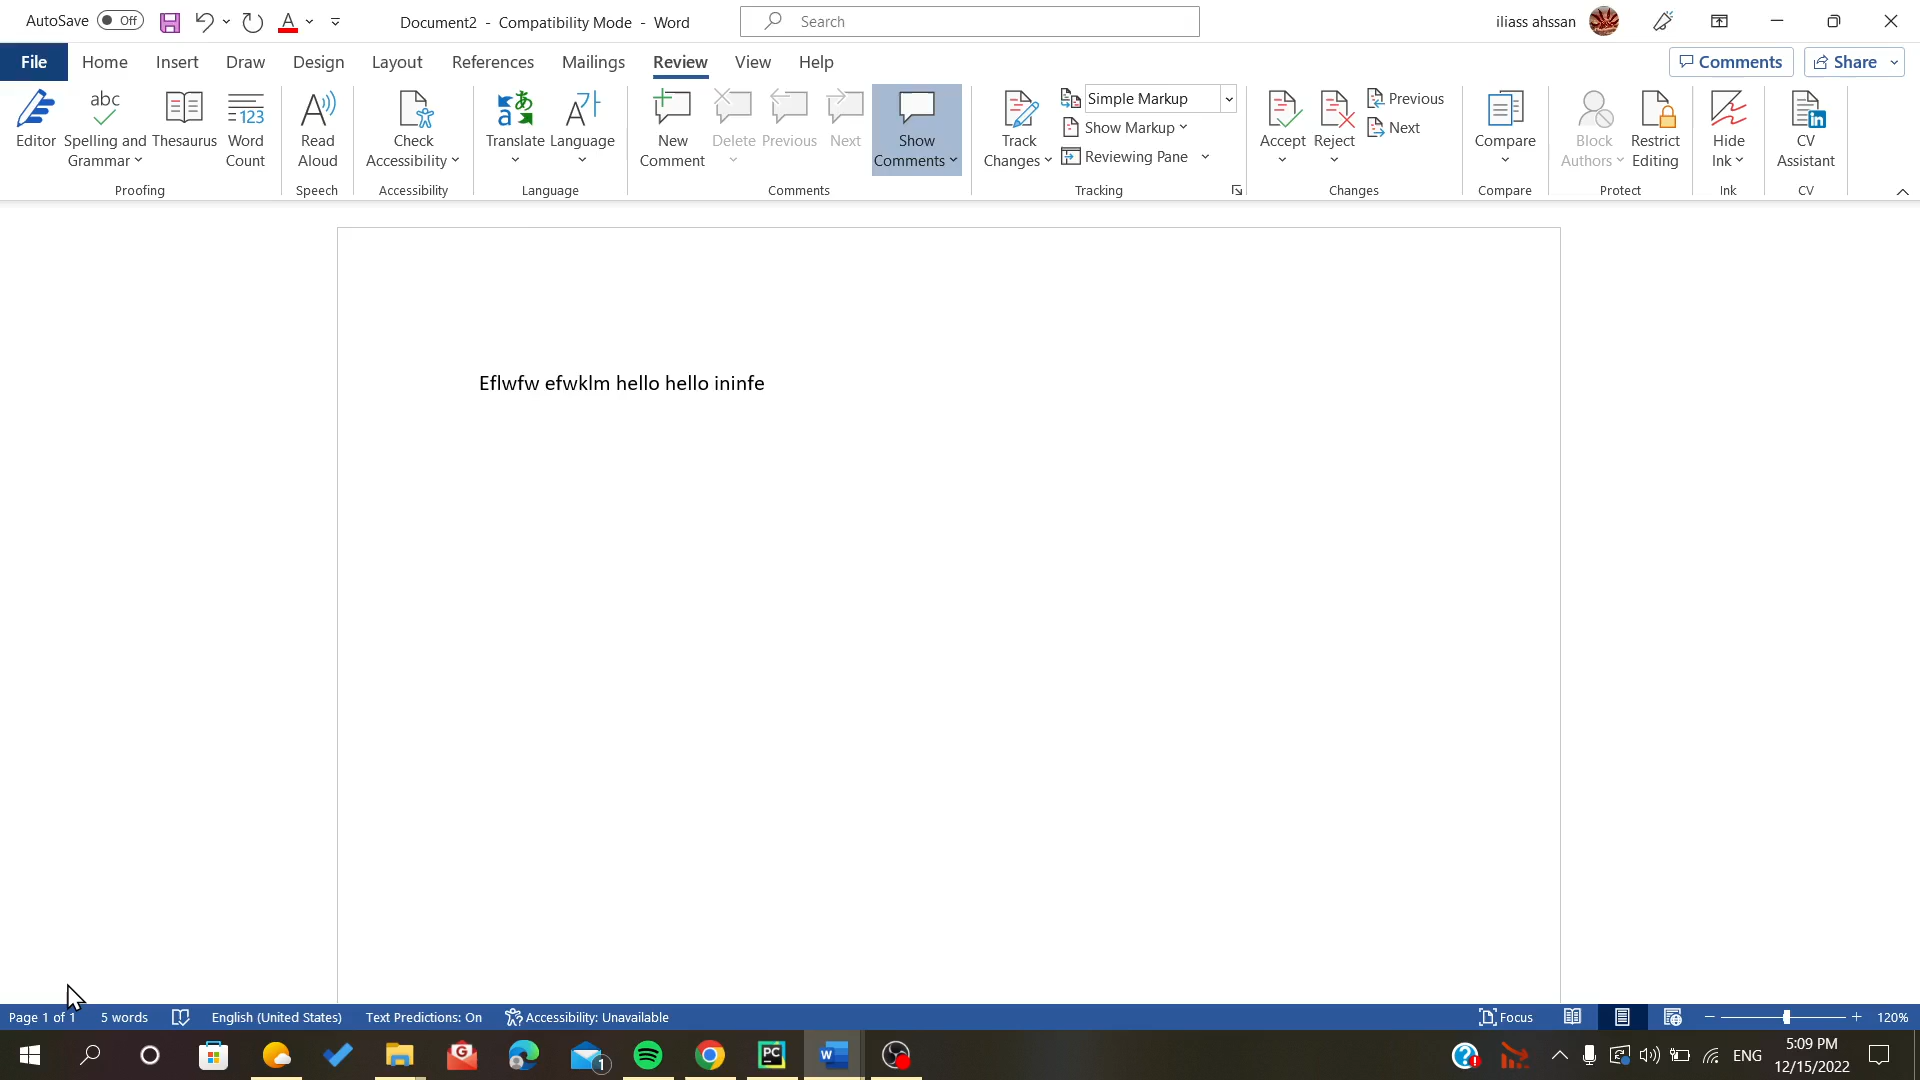 AutoSave Off Document2 - Compatibility Mode - Word Search iliass ahssan
File Home Insert Draw Design Layout References Mailings Review View Help Comments Share
Editor
Spelling and
Grammar
Thesaurus
Word
Count
Proofing
Read
Aloud
Speech
Check
Accessibility
Accessibility
Translate
Language
Language
New
Comment
Delete
Previous
Next
Show
Comments
Comments
Track
Changes
Simple Markup
Show Markup
Reviewing Pane
Tracking
Accept
Reject
Previous
Next
Changes
Compare
Compare
Block
Authors
Restrict
Editing
Protect
Hide
Ink
Ink
CV
Assistant
CV
Eflwfw efwklm hello hello ininfe
Page 1 of 1 5 words English (United States) Text Predictions: On Accessibility: Unavailable Focus 120%
ENG
5:09 PM
12/15/2022